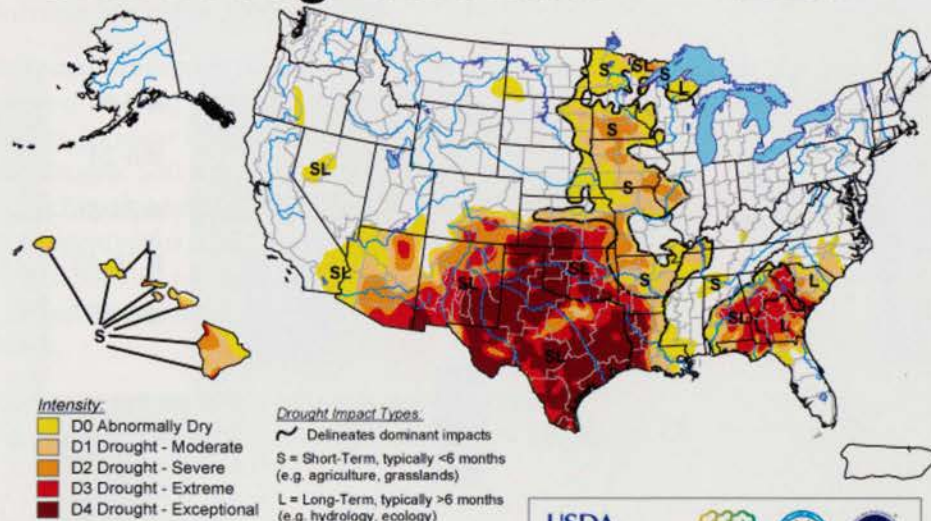 S
SL
S
L
S
SL
S
SL
SL
SL
S
S
L
SL
L
SL
S
Intensity:
D0 Abnormally Dry
D1 Drought - Moderate
D2 Drought - Severe
D3 Drought - Extreme
D4 Drought - Exceptional
Drought Impact Types:
Delineates dominant impacts
S = Short-Term, typically <6 months
(e.g. agriculture, grasslands)
L = Long-Term, typically >6 months
(e.g. hydrology, ecology)
USDA